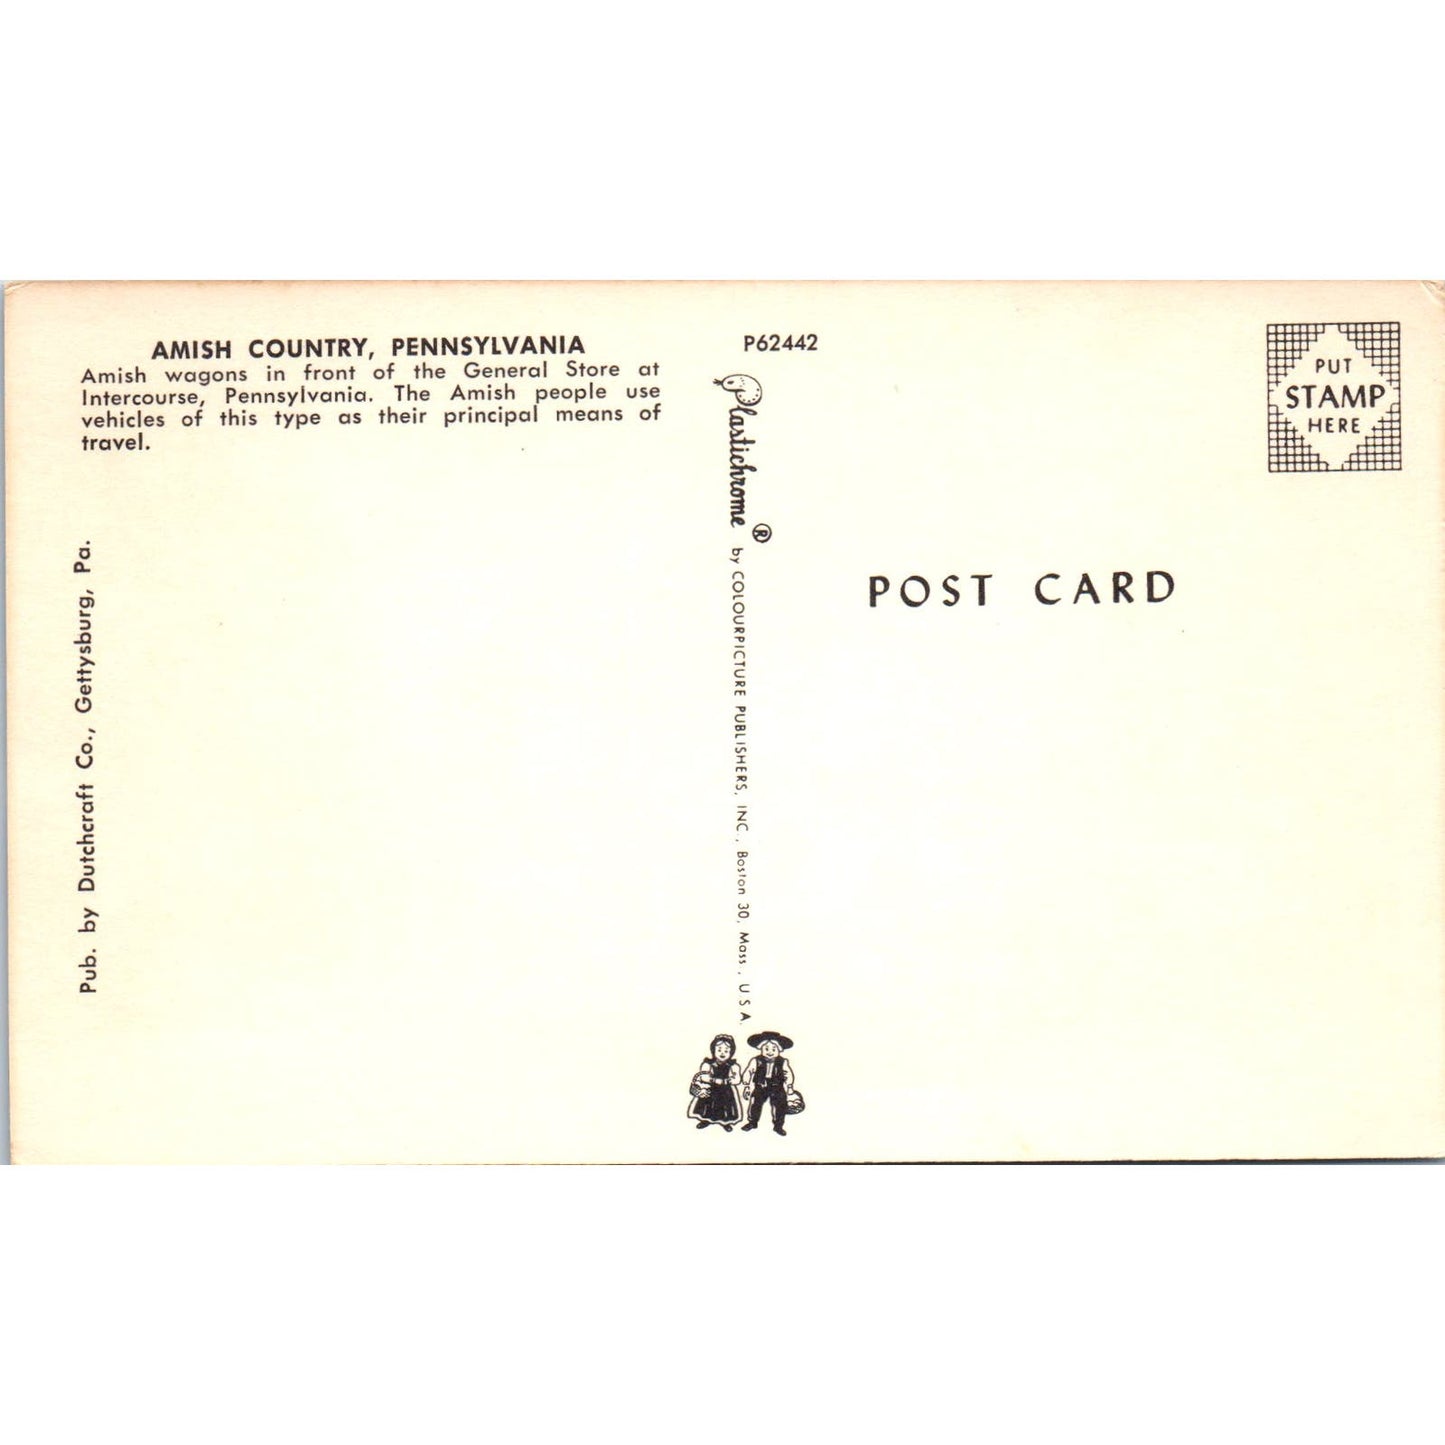 AMISH COUNTRY, PENNSYLVANIA
Amish wagons in front of the General Store at
Intercourse, Pennsylvania. The Amish people use
vehicles of this type as their principal means of
travel.
Pub. by Dutchcraft Co., Gettysburg, Pa.
P62442
Plastichrome ® by COLOURPICTURE PUBLISHERS, INC., Boston 30, Mass., U.S.A.
PUT
STAMP
HERE
POST CARD